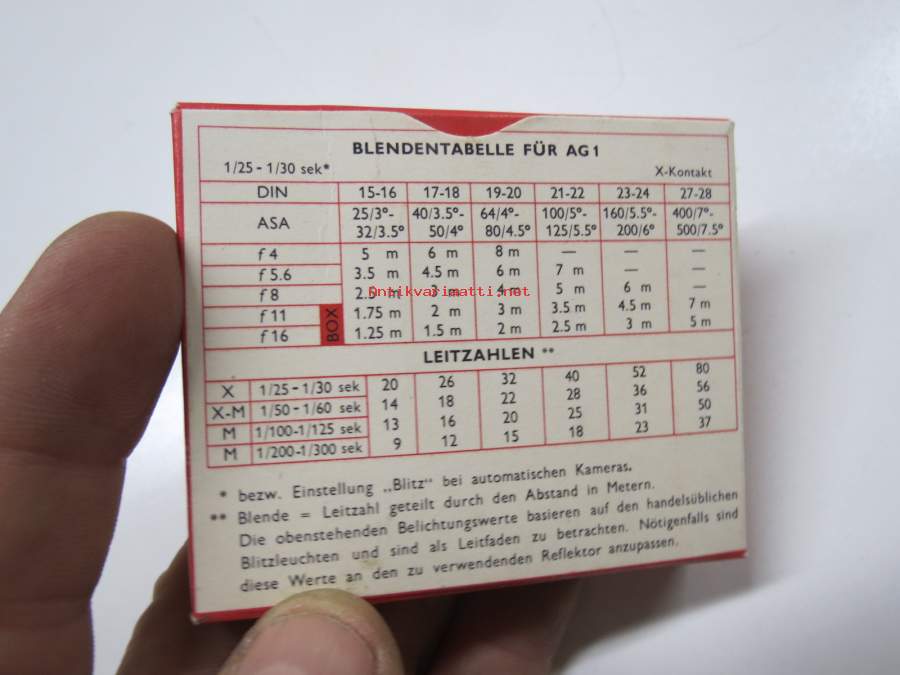 BLENDENTABELLE FÜR AG 1
1/25 - 1/30 sek* X-Kontakt
DIN 15-16 17-18 19-20 21-22 23-24 27-28
ASA 25/3°- 40/3.5°- 64/4°- 100/5°- 160/5.5°- 400/7°-
32/3.5° 50/4° 80/4.5° 125/5.5° 200/6° 500/7.5°
f 4 5 m 6 m 8 m — — —
f 5.6 3.5 m 4.5 m 6 m 7 m — —
antikvarimatti.net
f 8 2.5 m 3 m 4 m 5 m 6 m —
f 11 BOX 1.75 m 2 m 3 m 3.5 m 4.5 m 7 m
f 16 1.25 m 1.5 m 2 m 2.5 m 3 m 5 m
LEITZAHLEN **
X 1/25 - 1/30 sek 20 26 32 40 52 80
X-M 1/50 - 1/60 sek 14 18 22 28 36 56
M 1/100-1/125 sek 13 16 20 25 31 50
M 1/200-1/300 sek 9 12 15 18 23 37
* bezw. Einstellung „Blitz" bei automatischen Kameras.
** Blende = Leitzahl geteilt durch den Abstand in Metern.
Die obenstehenden Belichtungswerte basieren auf den handelsüblichen
Blitzleuchten und sind als Leitfaden zu betrachten. Nötigenfalls sind
diese Werte an den zu verwendenden Reflektor anzupassen.